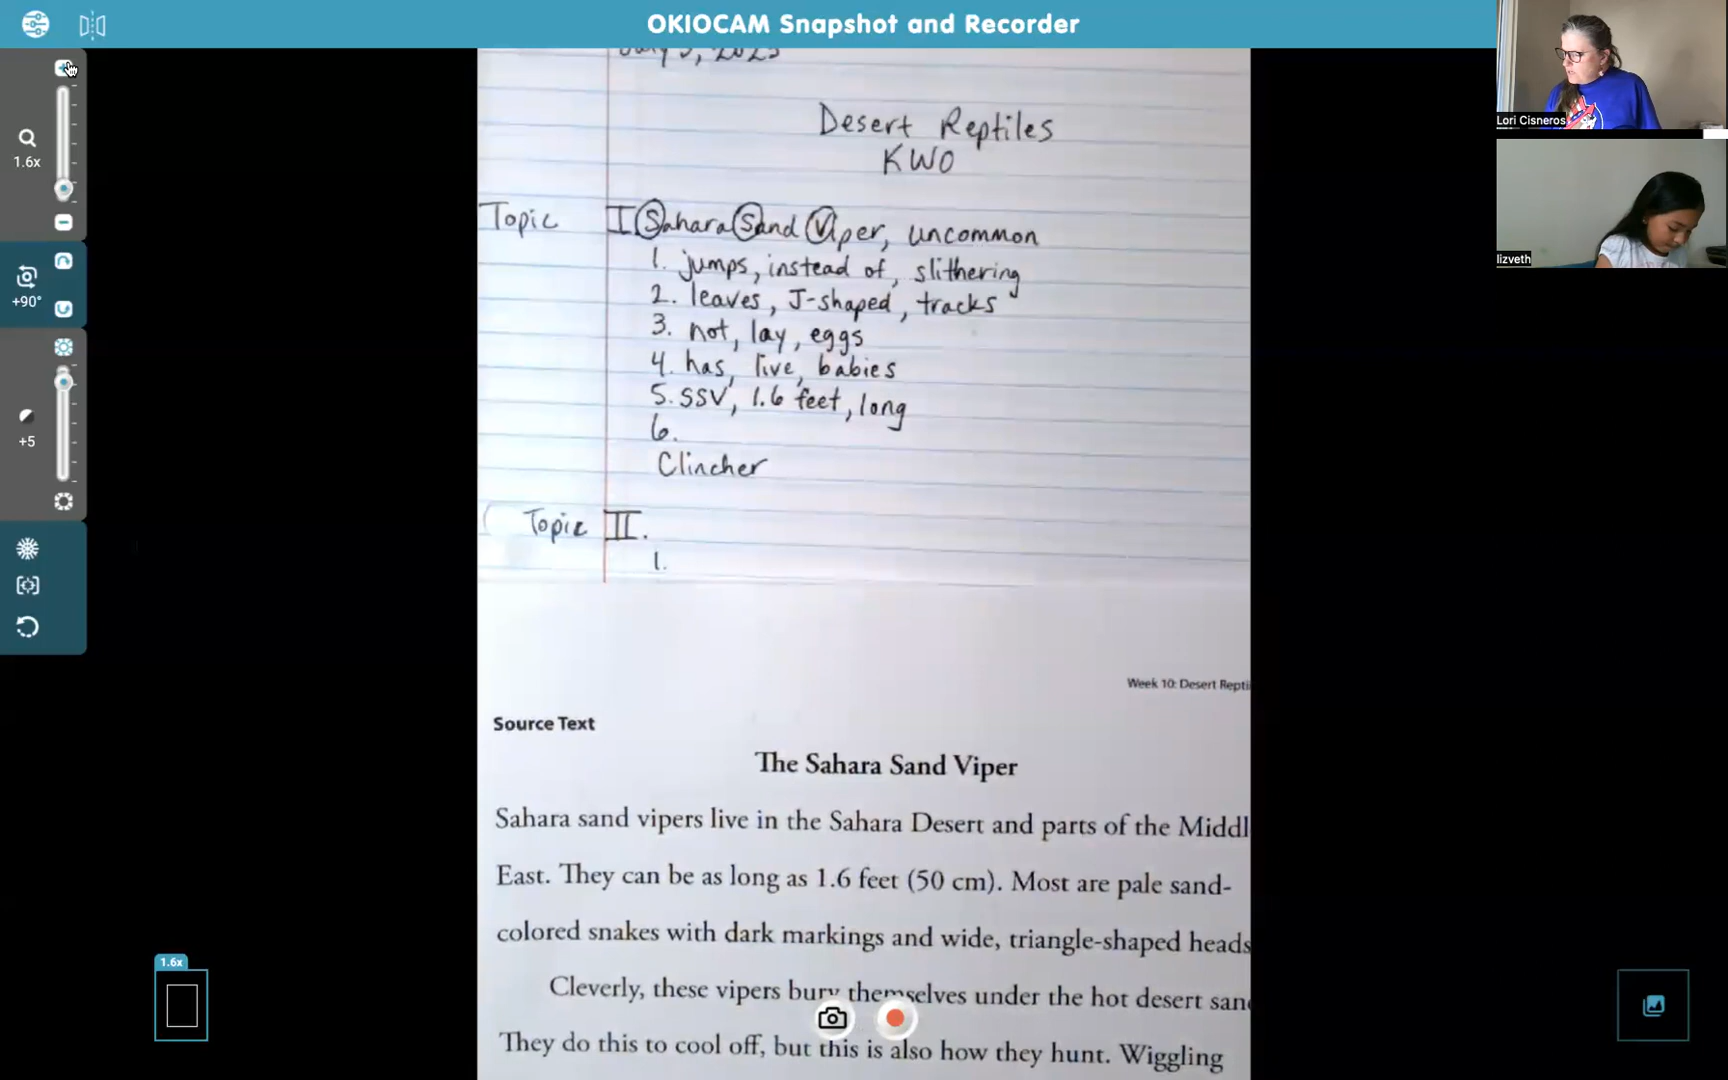 OKIOCAM Snapshot and Recorder
1.6x
+90°
+5
1.6x
Lori Cisneros
lizveth
July 5, 2023
Desert Reptiles
KWO
Topic I Sahara Sand Viper, uncommon
1. jumps, instead of, slithering
2. leaves, J-shaped, tracks
3. not, lay, eggs
4. has, live, babies
5. SSV, 1.6 feet, long
6.
Clincher
Topic II.
1.
Week 10: Desert Repti
Source Text
The Sahara Sand Viper
Sahara sand vipers live in the Sahara Desert and parts of the Middl
East. They can be as long as 1.6 feet (50 cm). Most are pale sand-
colored snakes with dark markings and wide, triangle-shaped heads
Cleverly, these vipers bury themselves under the hot desert san
They do this to cool off, but this is also how they hunt. Wiggling